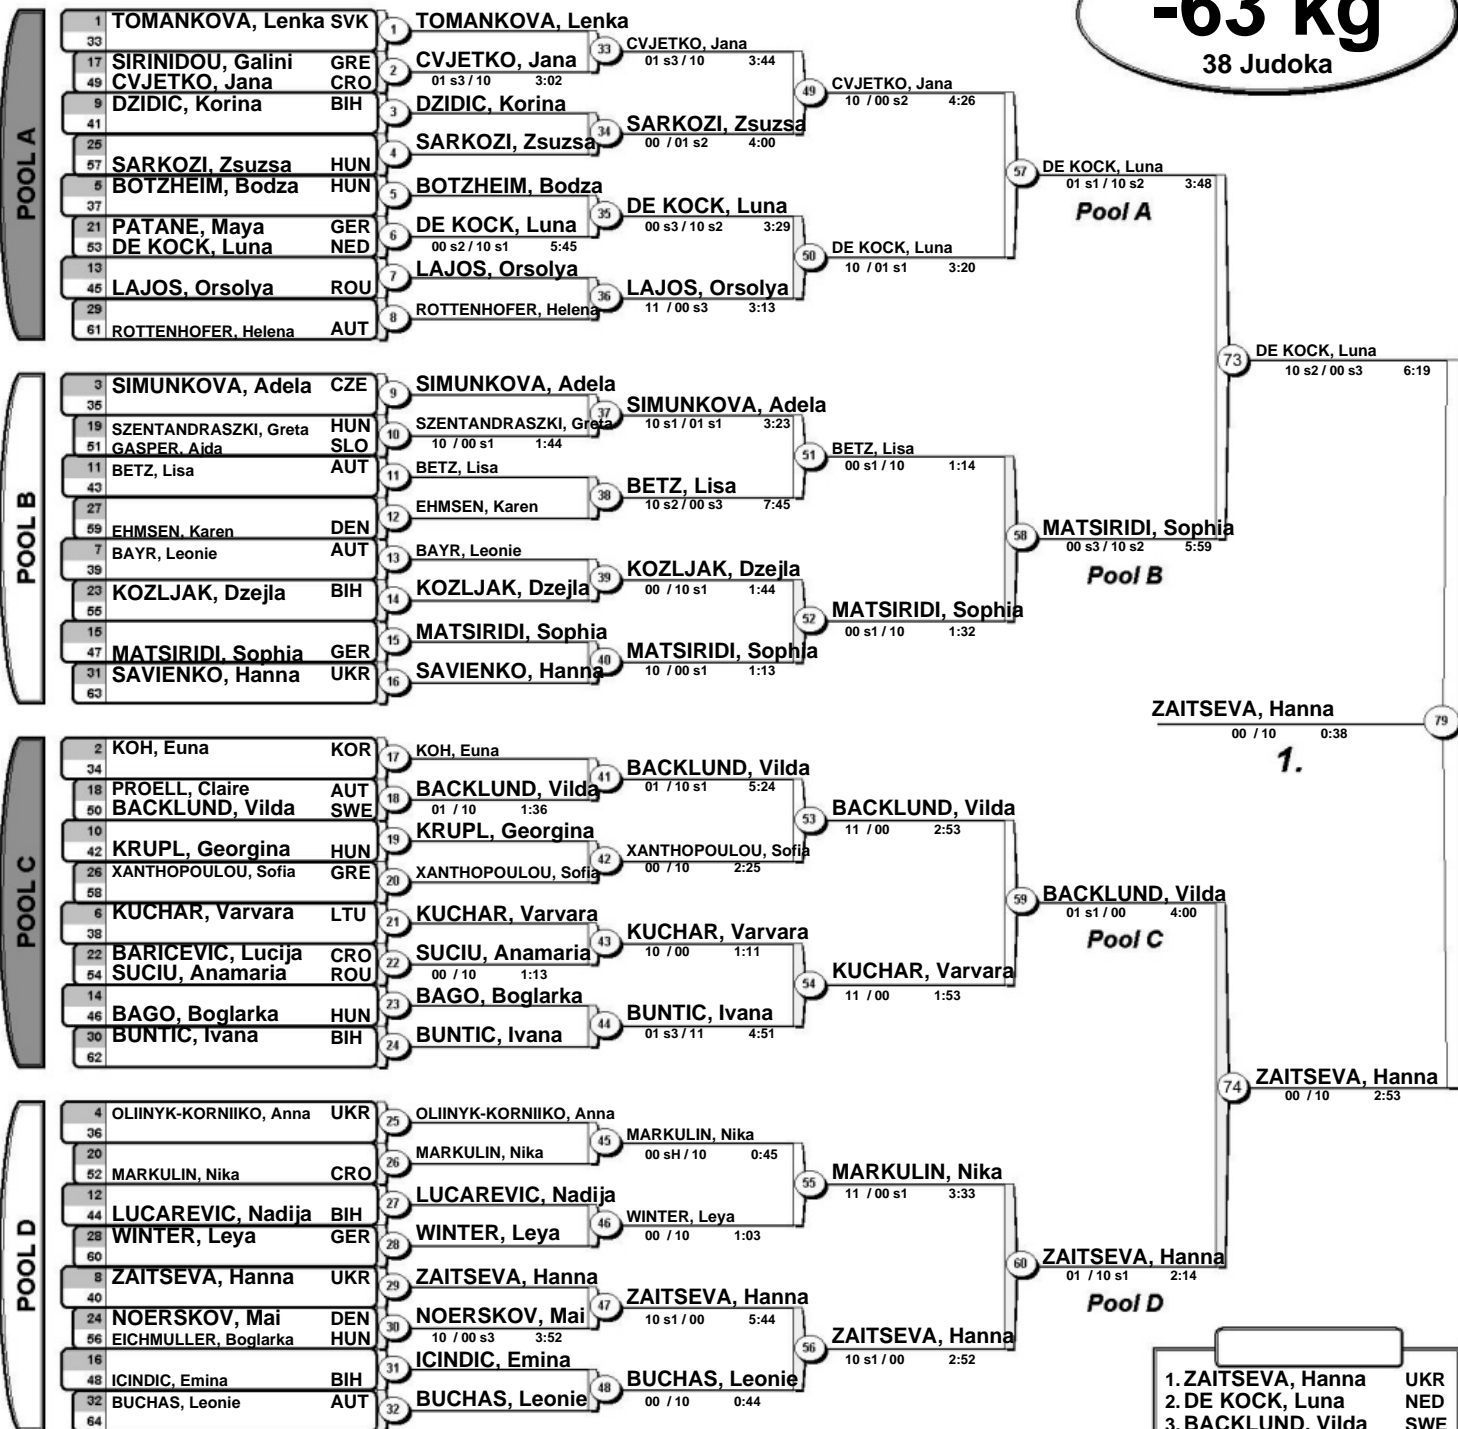 -63 kg
38 Judoka
POOL A
1 TOMANKOVA, Lenka SVK
33
17 SIRINIDOU, Galini GRE
49 CVJETKO, Jana CRO
9 DZIDIC, Korina BIH
41
25
57 SARKOZI, Zsuzsa HUN
5 BOTZHEIM, Bodza HUN
37
21 PATANE, Maya GER
53 DE KOCK, Luna NED
13
45 LAJOS, Orsolya ROU
29
61 ROTTENHOFER, Helena AUT
1 TOMANKOVA, Lenka
2 CVJETKO, Jana
01 s3 / 10 3:02
3 DZIDIC, Korina
4 SARKOZI, Zsuzsa
5 BOTZHEIM, Bodza
6 DE KOCK, Luna
00 s2 / 10 s1 5:45
7 LAJOS, Orsolya
8 ROTTENHOFER, Helena
33 CVJETKO, Jana
01 s3 / 10 3:44
34 SARKOZI, Zsuzsa
00 / 01 s2 4:00
35 DE KOCK, Luna
00 s3 / 10 s2 3:29
36 LAJOS, Orsolya
11 / 00 s3 3:13
49 CVJETKO, Jana
10 / 00 s2 4:26
50 DE KOCK, Luna
10 / 01 s1 3:20
57 DE KOCK, Luna
01 s1 / 10 s2 3:48
Pool A
POOL B
3 SIMUNKOVA, Adela CZE
35
19 SZENTANDRASZKI, Greta HUN
51 GASPER, Ajda SLO
11 BETZ, Lisa AUT
43
27
59 EHMSEN, Karen DEN
7 BAYR, Leonie AUT
39
23 KOZLJAK, Dzejla BIH
55
15
47 MATSIRIDI, Sophia GER
31 SAVIENKO, Hanna UKR
63
9 SIMUNKOVA, Adela
10 SZENTANDRASZKI, Greta
10 / 00 s1 1:44
11 BETZ, Lisa
12 EHMSEN, Karen
13 BAYR, Leonie
14 KOZLJAK, Dzejla
15 MATSIRIDI, Sophia
16 SAVIENKO, Hanna
37 SIMUNKOVA, Adela
10 s1 / 01 s1 3:23
38 BETZ, Lisa
10 s2 / 00 s3 7:45
39 KOZLJAK, Dzejla
00 / 10 s1 1:44
40 MATSIRIDI, Sophia
10 / 00 s1 1:13
51 BETZ, Lisa
00 s1 / 10 1:14
52 MATSIRIDI, Sophia
00 s1 / 10 1:32
58 MATSIRIDI, Sophia
00 s3 / 10 s2 5:59
Pool B
73 DE KOCK, Luna
10 s2 / 00 s3 6:19
ZAITSEVA, Hanna 79
00 / 10 0:38
1.
POOL C
2 KOH, Euna KOR
34
18 PROELL, Claire AUT
50 BACKLUND, Vilda SWE
10
42 KRUPL, Georgina HUN
26 XANTHOPOULOU, Sofia GRE
58
6 KUCHAR, Varvara LTU
38
22 BARICEVIC, Lucija CRO
54 SUCIU, Anamaria ROU
14
46 BAGO, Boglarka HUN
30 BUNTIC, Ivana BIH
62
17 KOH, Euna
18 BACKLUND, Vilda
01 / 10 1:36
19 KRUPL, Georgina
20 XANTHOPOULOU, Sofia
21 KUCHAR, Varvara
22 SUCIU, Anamaria
00 / 10 1:13
23 BAGO, Boglarka
24 BUNTIC, Ivana
41 BACKLUND, Vilda
01 / 10 s1 5:24
42 XANTHOPOULOU, Sofia
00 / 10 2:25
43 KUCHAR, Varvara
10 / 00 1:11
44 BUNTIC, Ivana
01 s3 / 11 4:51
53 BACKLUND, Vilda
11 / 00 2:53
54 KUCHAR, Varvara
11 / 00 1:53
59 BACKLUND, Vilda
01 s1 / 00 4:00
Pool C
74 ZAITSEVA, Hanna
00 / 10 2:53
POOL D
4 OLIINYK-KORNIIKO, Anna UKR
36
20
52 MARKULIN, Nika CRO
12
44 LUCAREVIC, Nadija BIH
28 WINTER, Leya GER
60
8 ZAITSEVA, Hanna UKR
40
24 NOERSKOV, Mai DEN
56 EICHMULLER, Boglarka HUN
16
48 ICINDIC, Emina BIH
32 BUCHAS, Leonie AUT
64
25 OLIINYK-KORNIIKO, Anna
26 MARKULIN, Nika
27 LUCAREVIC, Nadija
28 WINTER, Leya
29 ZAITSEVA, Hanna
30 NOERSKOV, Mai
10 / 00 s3 3:52
31 ICINDIC, Emina
32 BUCHAS, Leonie
45 MARKULIN, Nika
00 sH / 10 0:45
46 WINTER, Leya
00 / 10 1:03
47 ZAITSEVA, Hanna
10 s1 / 00 5:44
48 BUCHAS, Leonie
00 / 10 0:44
55 MARKULIN, Nika
11 / 00 s1 3:33
56 ZAITSEVA, Hanna
10 s1 / 00 2:52
60 ZAITSEVA, Hanna
01 / 10 s1 2:14
Pool D
1. ZAITSEVA, Hanna UKR
2. DE KOCK, Luna NED
3. BACKLUND, Vilda SWE